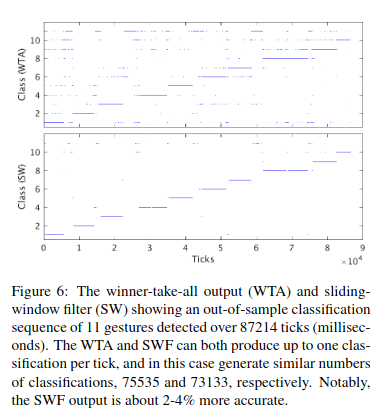 10
8
6
4
2
Class (WTA)
10
8
6
4
2
Class (SW)
0 1 2 3 4 5 6 7 8 9
Ticks
× 10⁴
Figure 6: The winner-take-all output (WTA) and sliding-
window filter (SW) showing an out-of-sample classification
sequence of 11 gestures detected over 87214 ticks (millisec-
onds). The WTA and SWF can both produce up to one clas-
sification per tick, and in this case generate similar numbers
of classifications, 75535 and 73133, respectively. Notably,
the SWF output is about 2-4% more accurate.